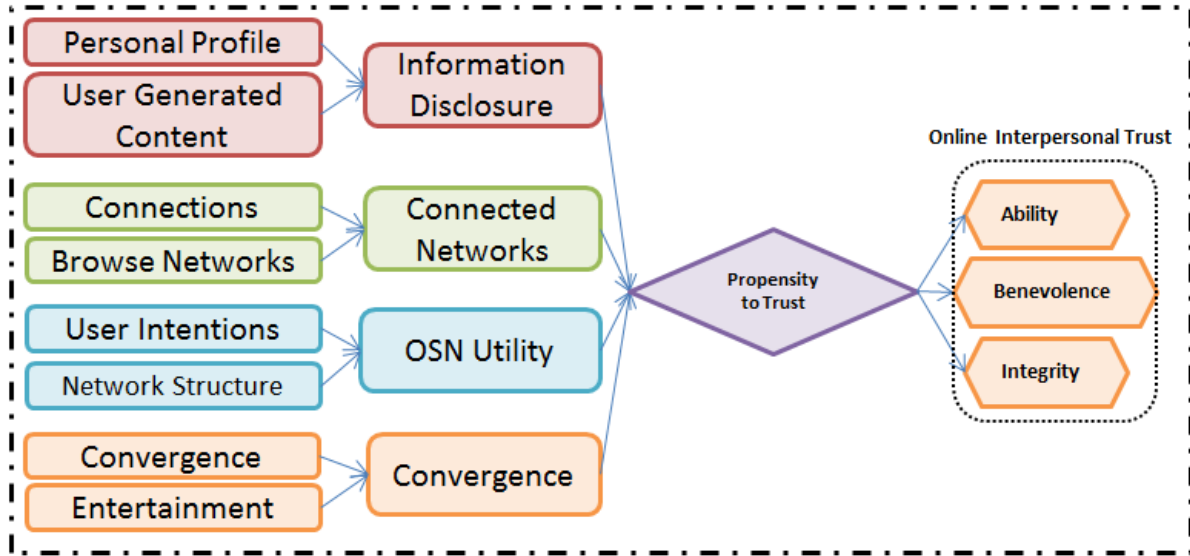 Personal Profile
User Generated
Content
Information
Disclosure
Connections
Browse Networks
Connected
Networks
User Intentions
Network Structure
OSN Utility
Convergence
Entertainment
Convergence
Propensity
to Trust
Online Interpersonal Trust
Ability
Benevolence
Integrity